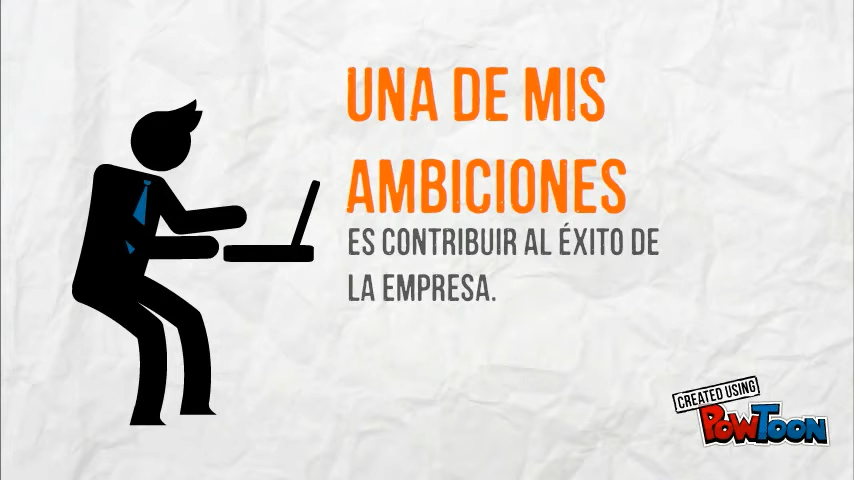 UNA DE MIS
AMBICIONES
ES CONTRIBUIR AL ÉXITO DE
LA EMPRESA.
CREATED USING
POWTOON